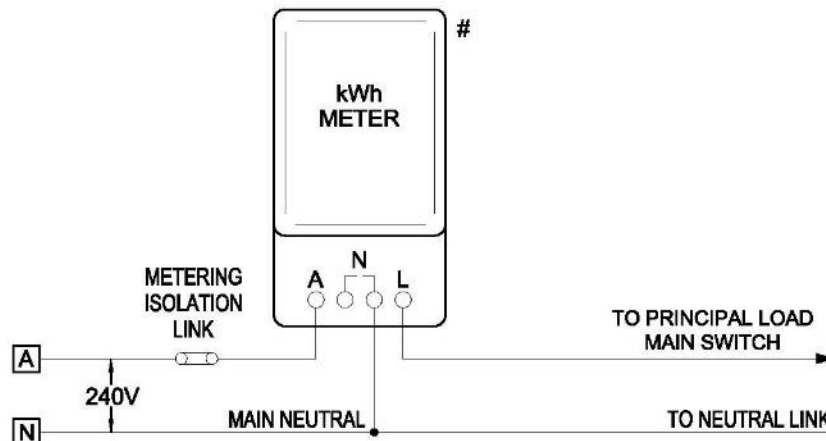 #
kWh
METER
N
A
L
METERING
ISOLATION
LINK
TO PRINCIPAL LOAD
MAIN SWITCH
A
240V
MAIN NEUTRAL
TO NEUTRAL LINK
N